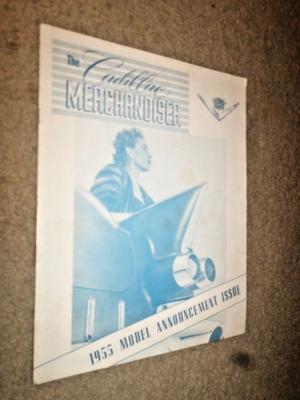 The
Cadillac
MERCHANDISER
1955 MODEL ANNOUNCEMENT ISSUE